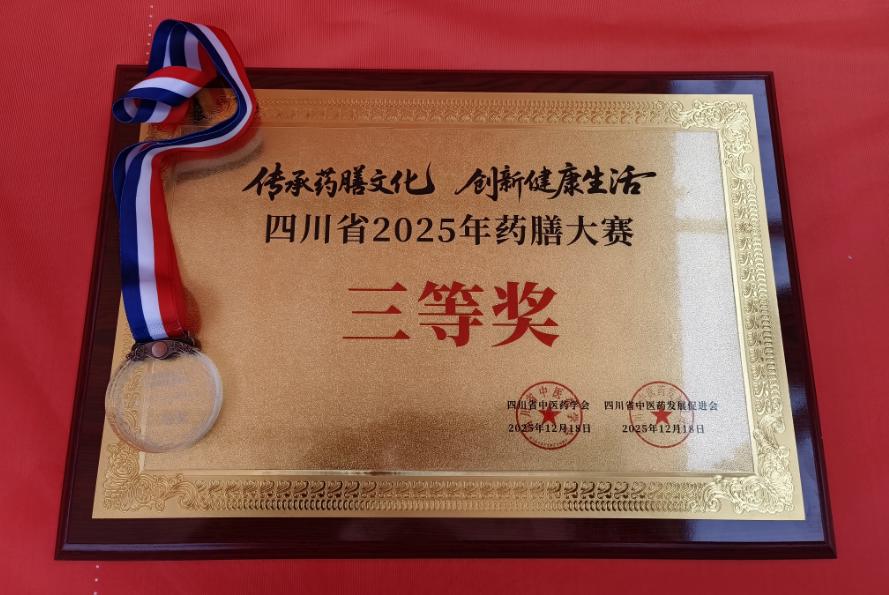 传承药膳文化 创新健康生活
四川省2025年药膳大赛
三等奖
四川省中医药学会 四川省中医药发展促进会
2025年12月18日 2025年12月18日